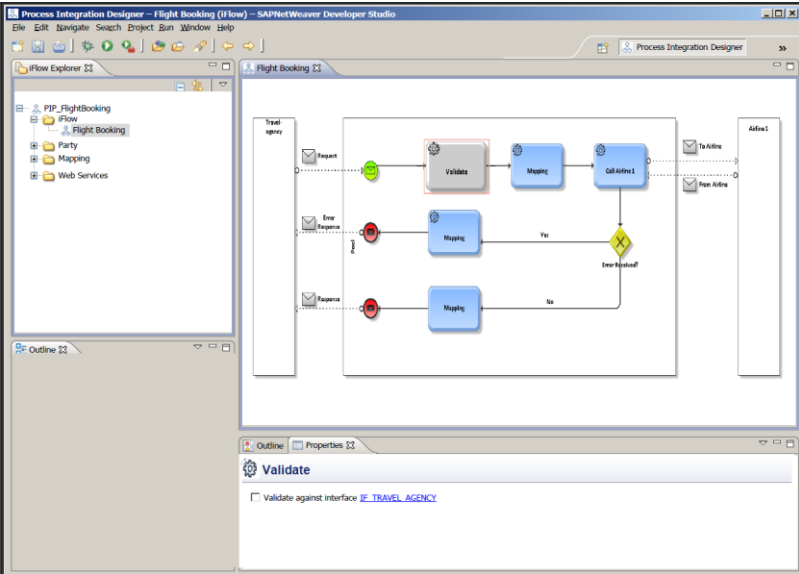 Process Integration Designer – Flight Booking (iFlow) – SAPNetWeaver Developer Studio
File Edit Navigate Search Project Run Window Help
Process Integration Designer
»
iFlow Explorer
PIP_FlightBooking
iFlow
Flight Booking
Party
Mapping
Web Services
Outline
Flight Booking
Travel-
agency
Request
Validate
Mapping
Call Airline 1
To Airline
From Airline
Airline1
Error
Response
Pool
Mapping
Yes
Error Received?
Response
Mapping
No
Outline
Properties
Validate
Validate against interface IF_TRAVEL_AGENCY